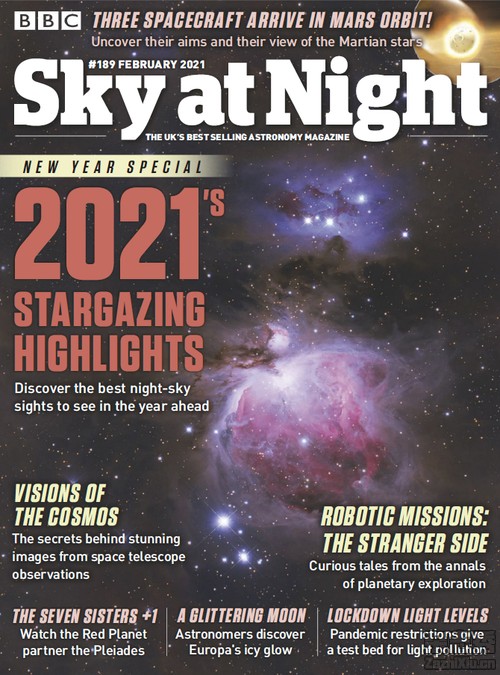 BBC THREE SPACECRAFT ARRIVE IN MARS ORBIT!
Uncover their aims and their view of the Martian stars
#189 FEBRUARY 2021
Sky at Night
THE UK'S BEST SELLING ASTRONOMY MAGAZINE
NEW YEAR SPECIAL
2021'S
STARGAZING
HIGHLIGHTS
Discover the best night-sky
sights to see in the year ahead
VISIONS OF
THE COSMOS
The secrets behind stunning
images from space telescope
observations
ROBOTIC MISSIONS:
THE STRANGER SIDE
Curious tales from the annals
of planetary exploration
THE SEVEN SISTERS +1
Watch the Red Planet
partner the Pleiades
A GLITTERING MOON
Astronomers discover
Europa's icy glow
LOCKDOWN LIGHT LEVELS
Pandemic restrictions give
a test bed for light pollution
ZazhiXiu.cn